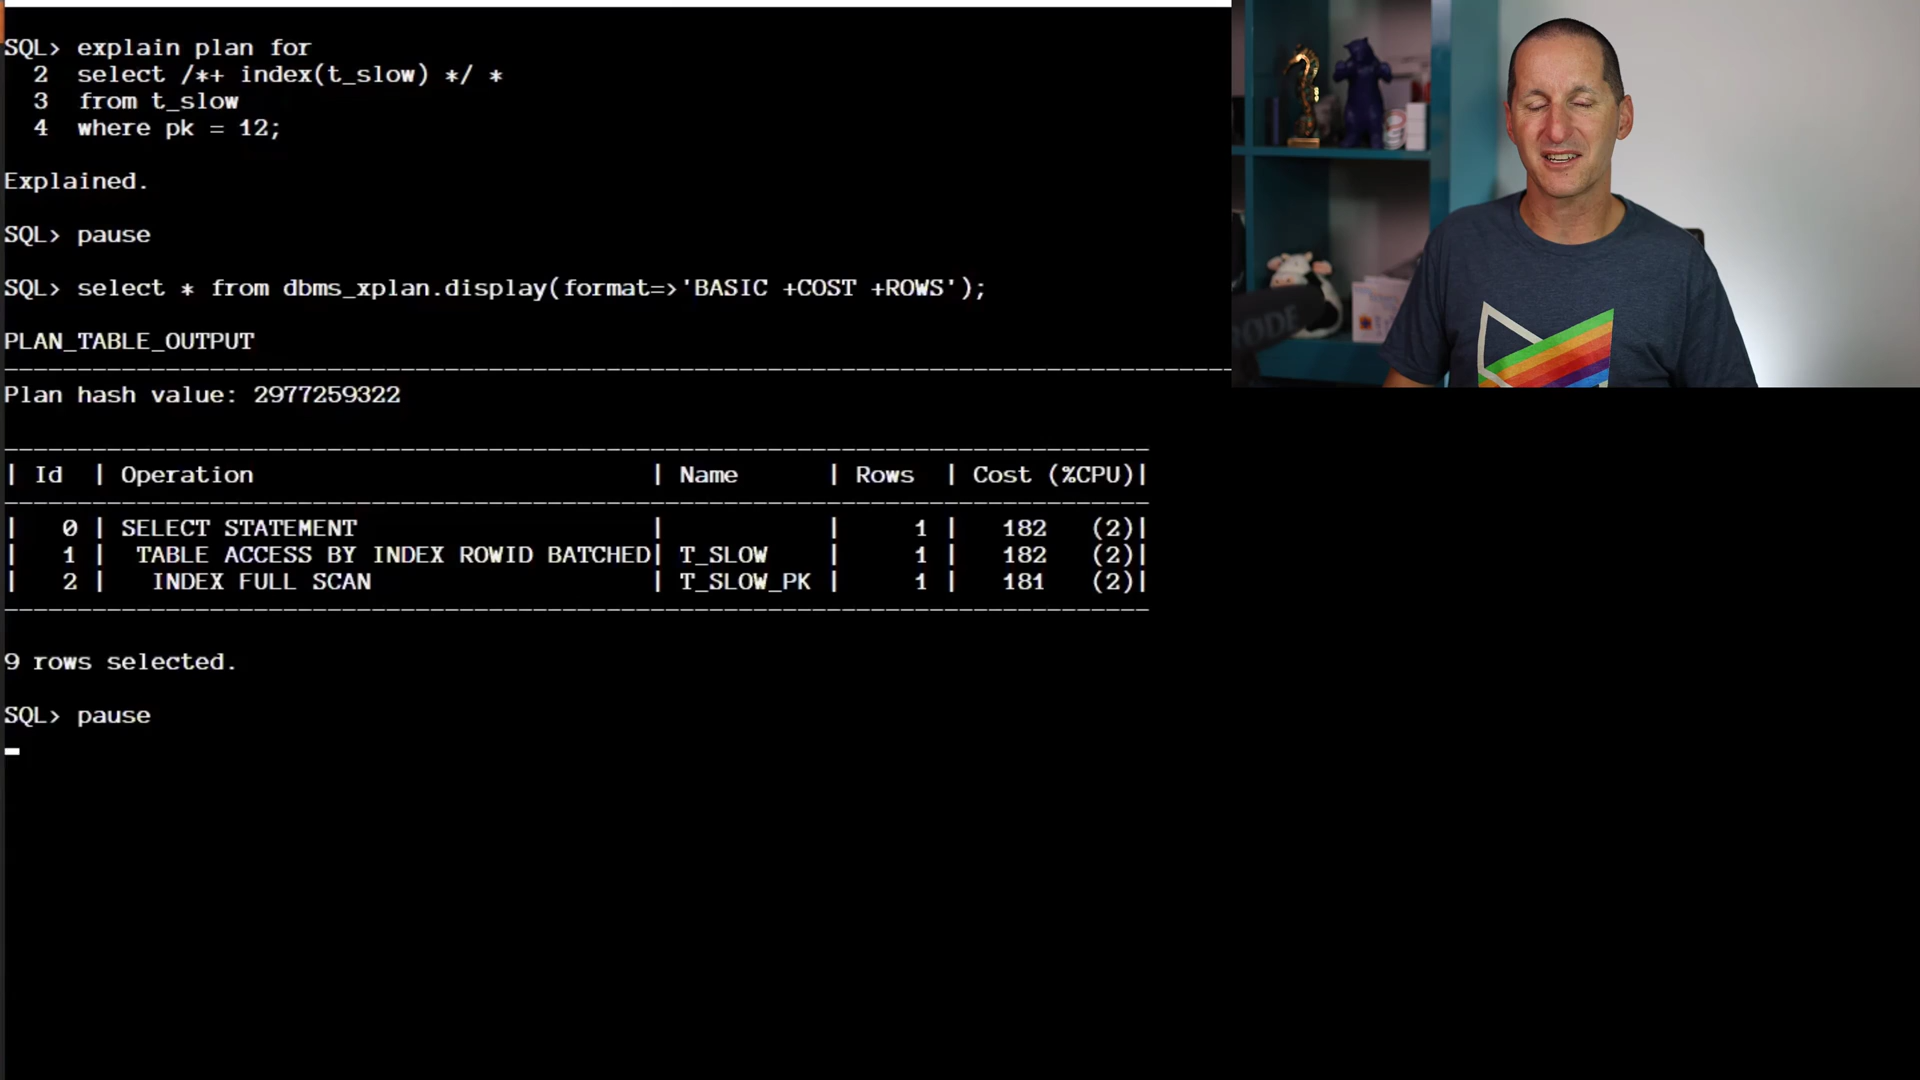 SQL> explain plan for
2 select /*+ index(t_slow) */ *
3 from t_slow
4 where pk = 12;
Explained.
SQL> pause
SQL> select * from dbms_xplan.display(format=>'BASIC +COST +ROWS');
PLAN_TABLE_OUTPUT
--------------------------------------------------------------------------------
Plan hash value: 2977259322
--------------------------------------------------------------------------------
| Id | Operation | Name | Rows | Cost (%CPU)|
--------------------------------------------------------------------------------
| 0 | SELECT STATEMENT | | 1 | 182 (2)|
| 1 | TABLE ACCESS BY INDEX ROWID BATCHED| T_SLOW | 1 | 182 (2)|
| 2 | INDEX FULL SCAN | T_SLOW_PK | 1 | 181 (2)|
--------------------------------------------------------------------------------
9 rows selected.
SQL> pause
RØDE